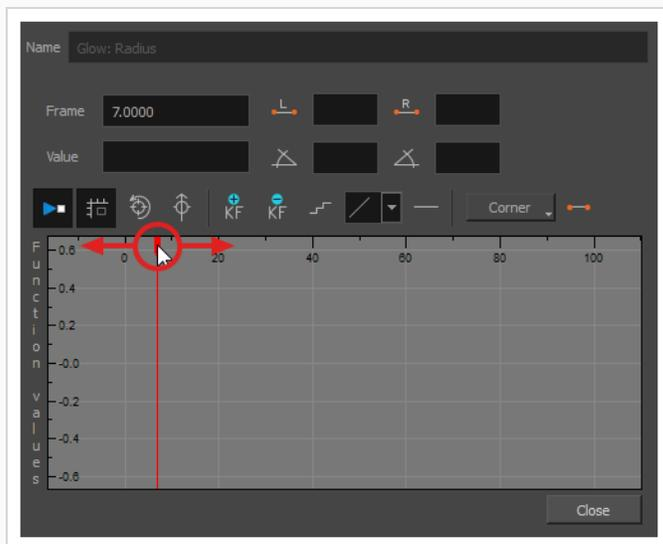 Name Glow: Radius
Frame 7.0000 L R
Value
KF KF Corner
Function values
0 20 40 60 80 100
-0.6
-0.4
-0.2
-0.0
-0.2
-0.4
-0.6
Close